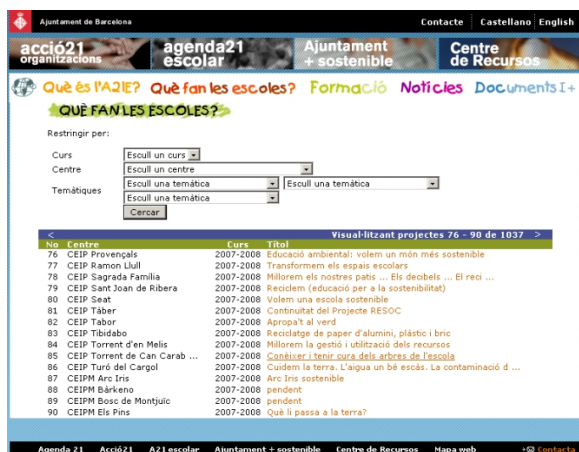 Ajuntament de Barcelona Contacte Castellano English
acció21 organitzacions
agenda21 escolar
Ajuntament + sostenible
Centre de Recursos
Què és l'A21E? Què fan les escoles? Formació Notícies Documents I+
QUÈ FAN LES ESCOLES?
Restringir per:
Curs Escull un curs
Centre Escull un centre
Temàtiques Escull una temàtica Escull una temàtica
Escull una temàtica
Cercar
< Visual·litzant projectes 76 - 90 de 1037 >
No Centre Curs Títol
76 CEIP Provençals 2007-2008 Educació ambiental: volem un món més sostenible
77 CEIP Ramon Llull 2007-2008 Transformem els espais escolars
78 CEIP Sagrada Família 2007-2008 Millorem els nostres patis ... Els decibels ... El reci ...
79 CEIP Sant Joan de Ribera 2007-2008 Reciclem (educació per a la sostenibilitat)
80 CEIP Seat 2007-2008 Volem una escola sostenible
81 CEIP Tàber 2007-2008 Continuïtat del Projecte RESOC
82 CEIP Tabor 2007-2008 Apropa't al verd
83 CEIP Tibidabo 2007-2008 Reciclatge de paper d'alumini, plàstic i bric
84 CEIP Torrent d'en Melis 2007-2008 Millorem la gestió i utilització dels recursos
85 CEIP Torrent de Can Carab ... 2007-2008 Conèixer i tenir cura dels arbres de l'escola
86 CEIP Turó del Cargol 2007-2008 Cuidem la terra. L'aigua un bé escàs. La contaminació d ...
87 CEIPM Arc Iris 2007-2008 Arc Iris sostenible
88 CEIPM Bàrkeno 2007-2008 pendent
89 CEIPM Bosc de Montjuïc 2007-2008 pendent
90 CEIPM Els Pins 2007-2008 Què li passa a la terra?
Agenda 21 Acció21 A21 escolar Ajuntament + sostenible Centre de Recursos Mapa web Contacta